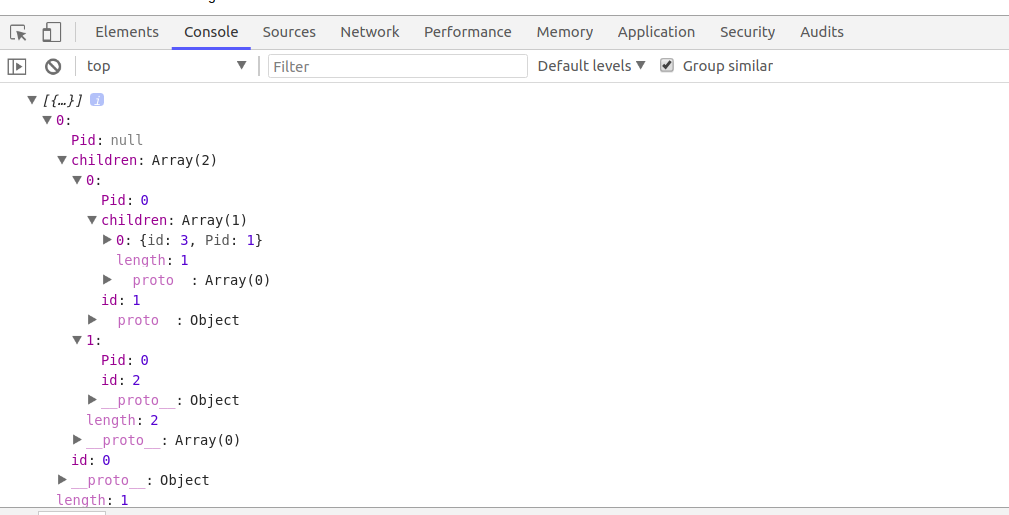 Elements Console Sources Network Performance Memory Application Security Audits
top Filter Default levels Group similar
[{…}] i
0:
Pid: null
children: Array(2)
0:
Pid: 0
children: Array(1)
0: {id: 3, Pid: 1}
length: 1
proto : Array(0)
id: 1
proto : Object
1:
Pid: 0
id: 2
__proto__: Object
length: 2
__proto__: Array(0)
id: 0
__proto__: Object
length: 1